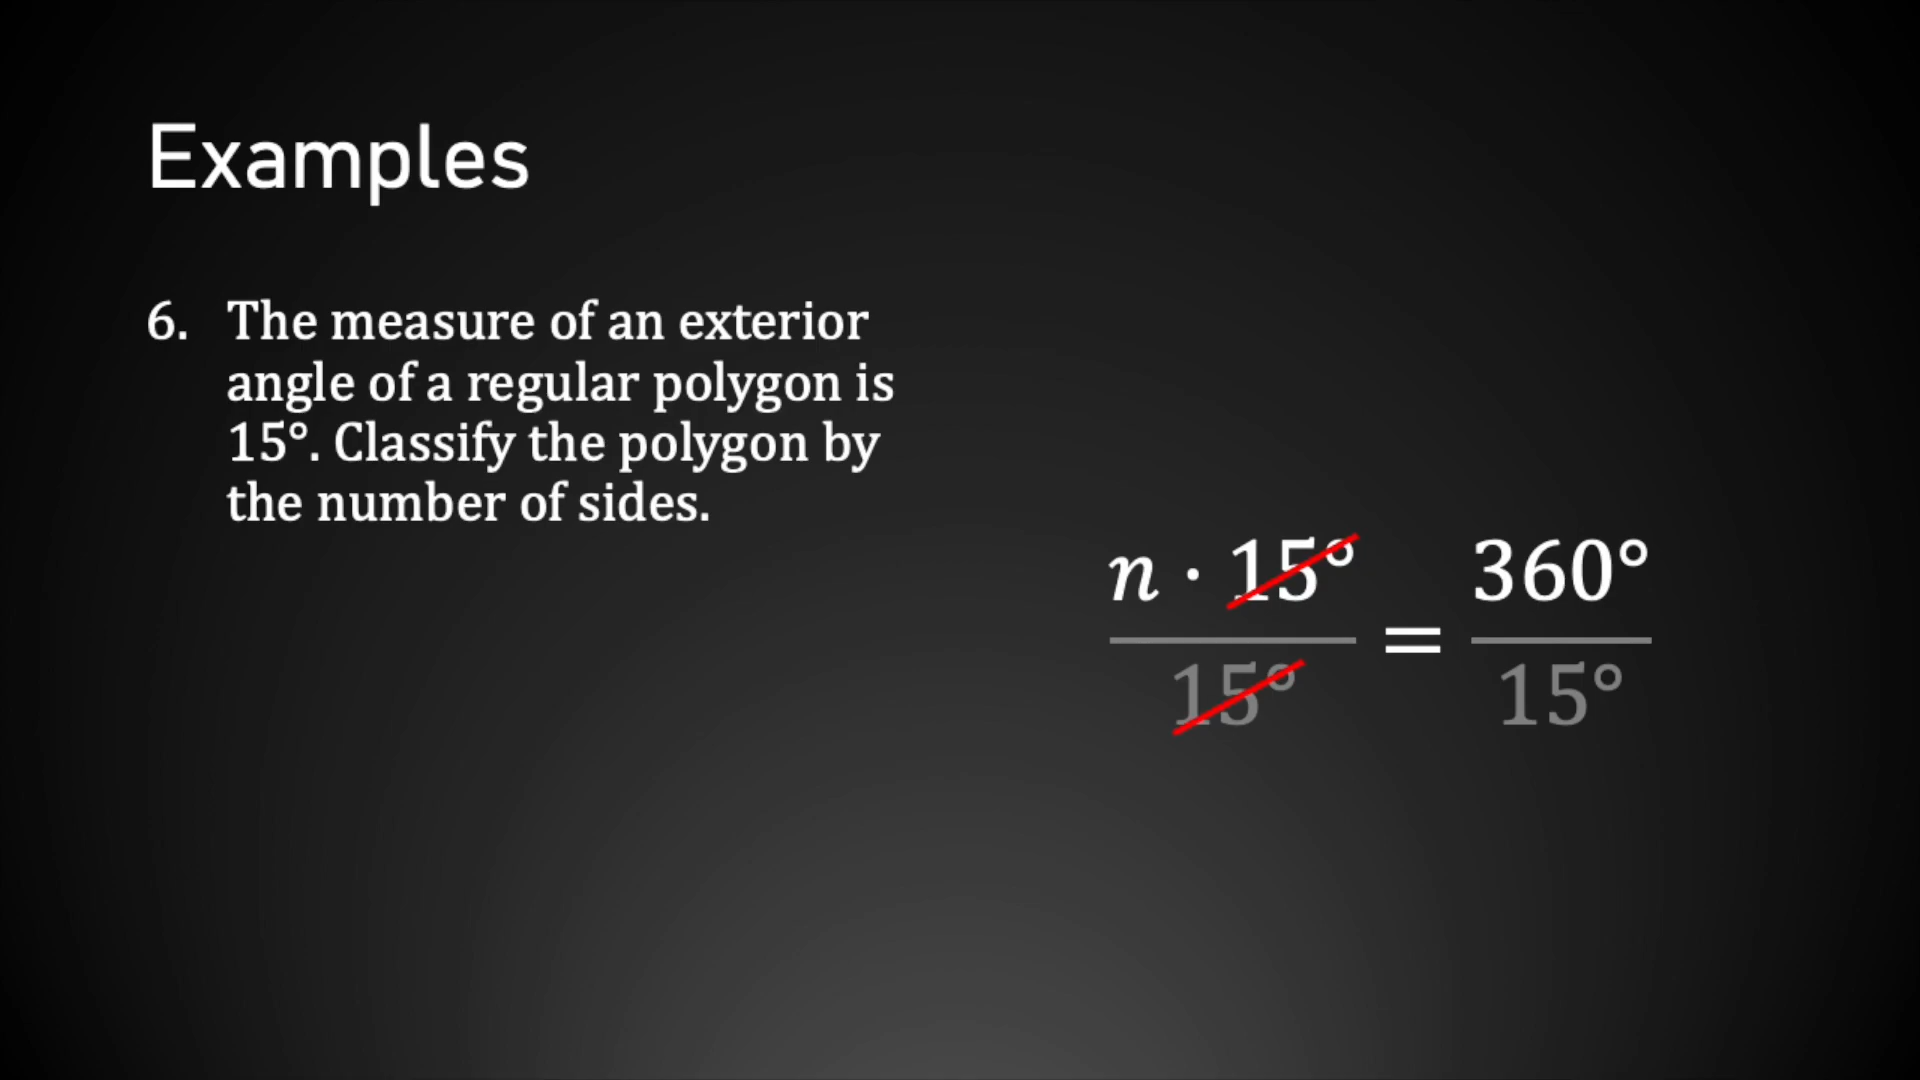 Examples
6. The measure of an exterior
angle of a regular polygon is
15°. Classify the polygon by
the number of sides.
n · 15° = 360°
15° 15°